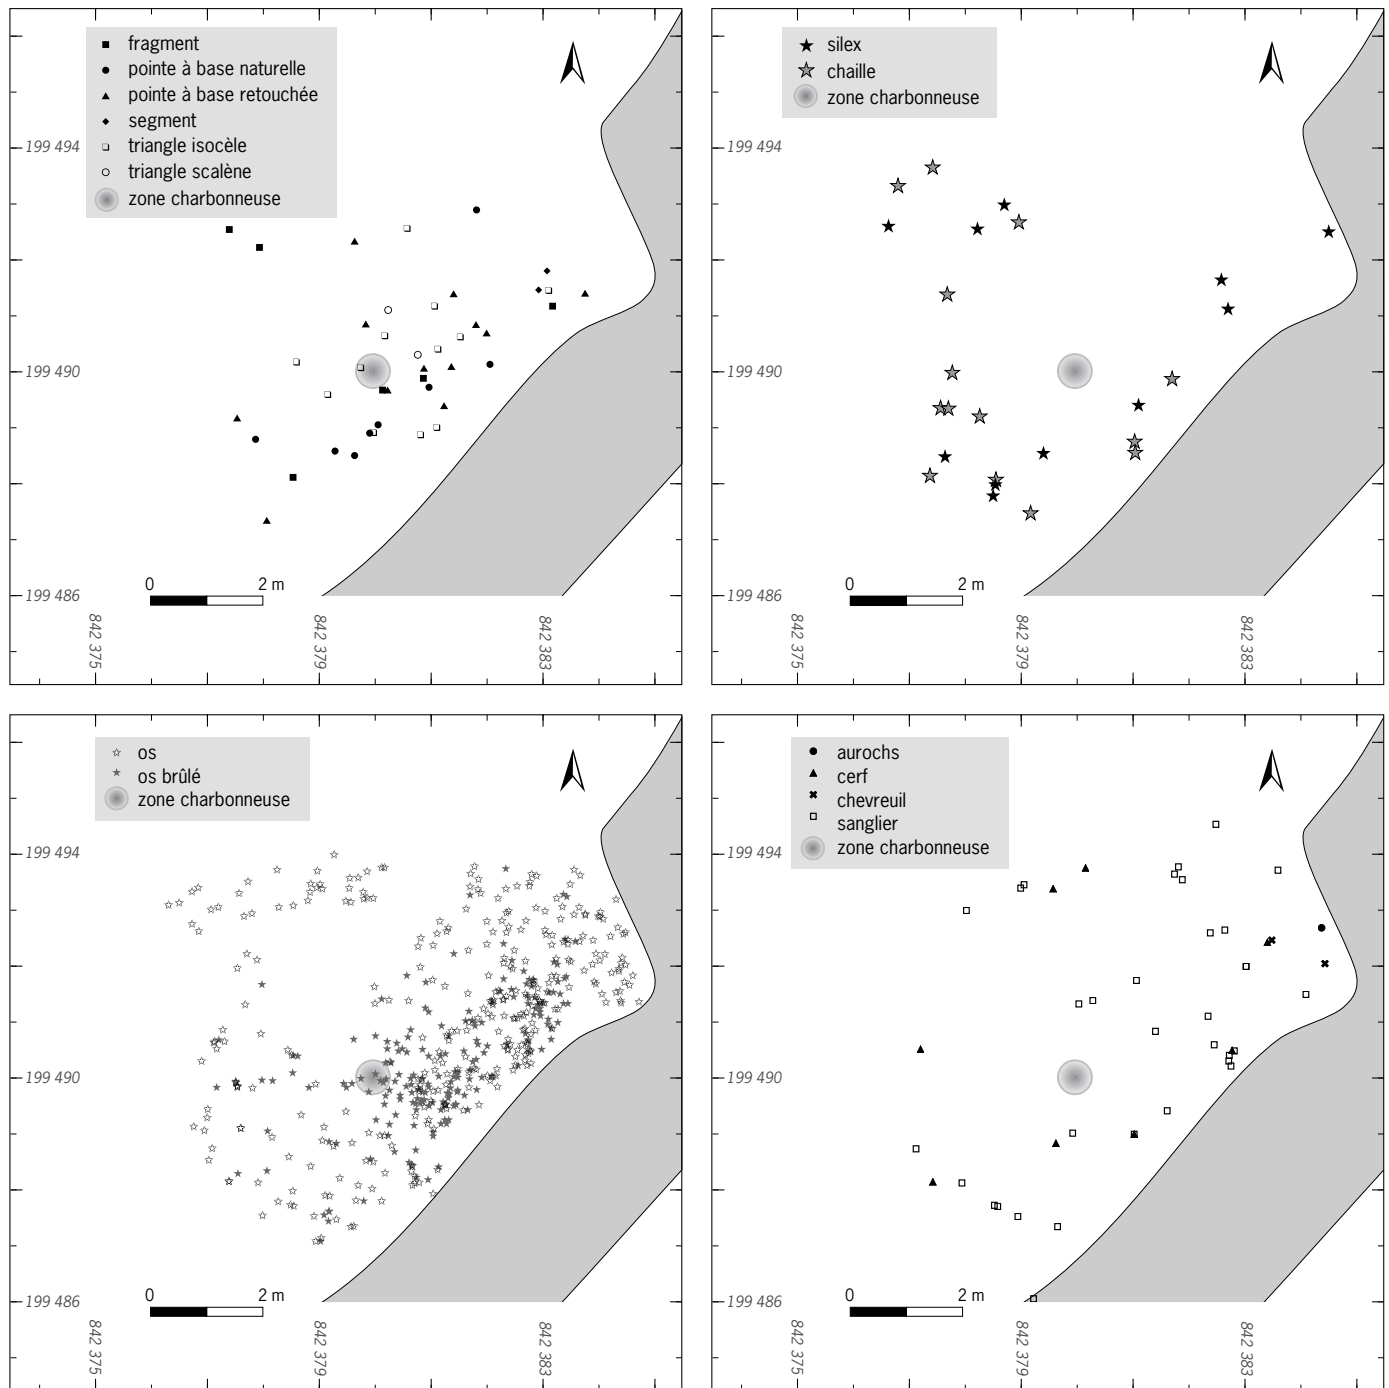 fragment
pointe à base naturelle
pointe à base retouchée
segment
triangle isocèle
triangle scalène
zone charbonneuse
199 494
199 490
199 486
0 2 m
842 375
842 379
842 383
silex
chaille
zone charbonneuse
199 494
199 490
199 486
0 2 m
842 375
842 379
842 383
os
os brûlé
zone charbonneuse
199 494
199 490
199 486
0 2 m
842 375
842 379
842 383
aurochs
cerf
chevreuil
sanglier
zone charbonneuse
199 494
199 490
199 486
0 2 m
842 375
842 379
842 383